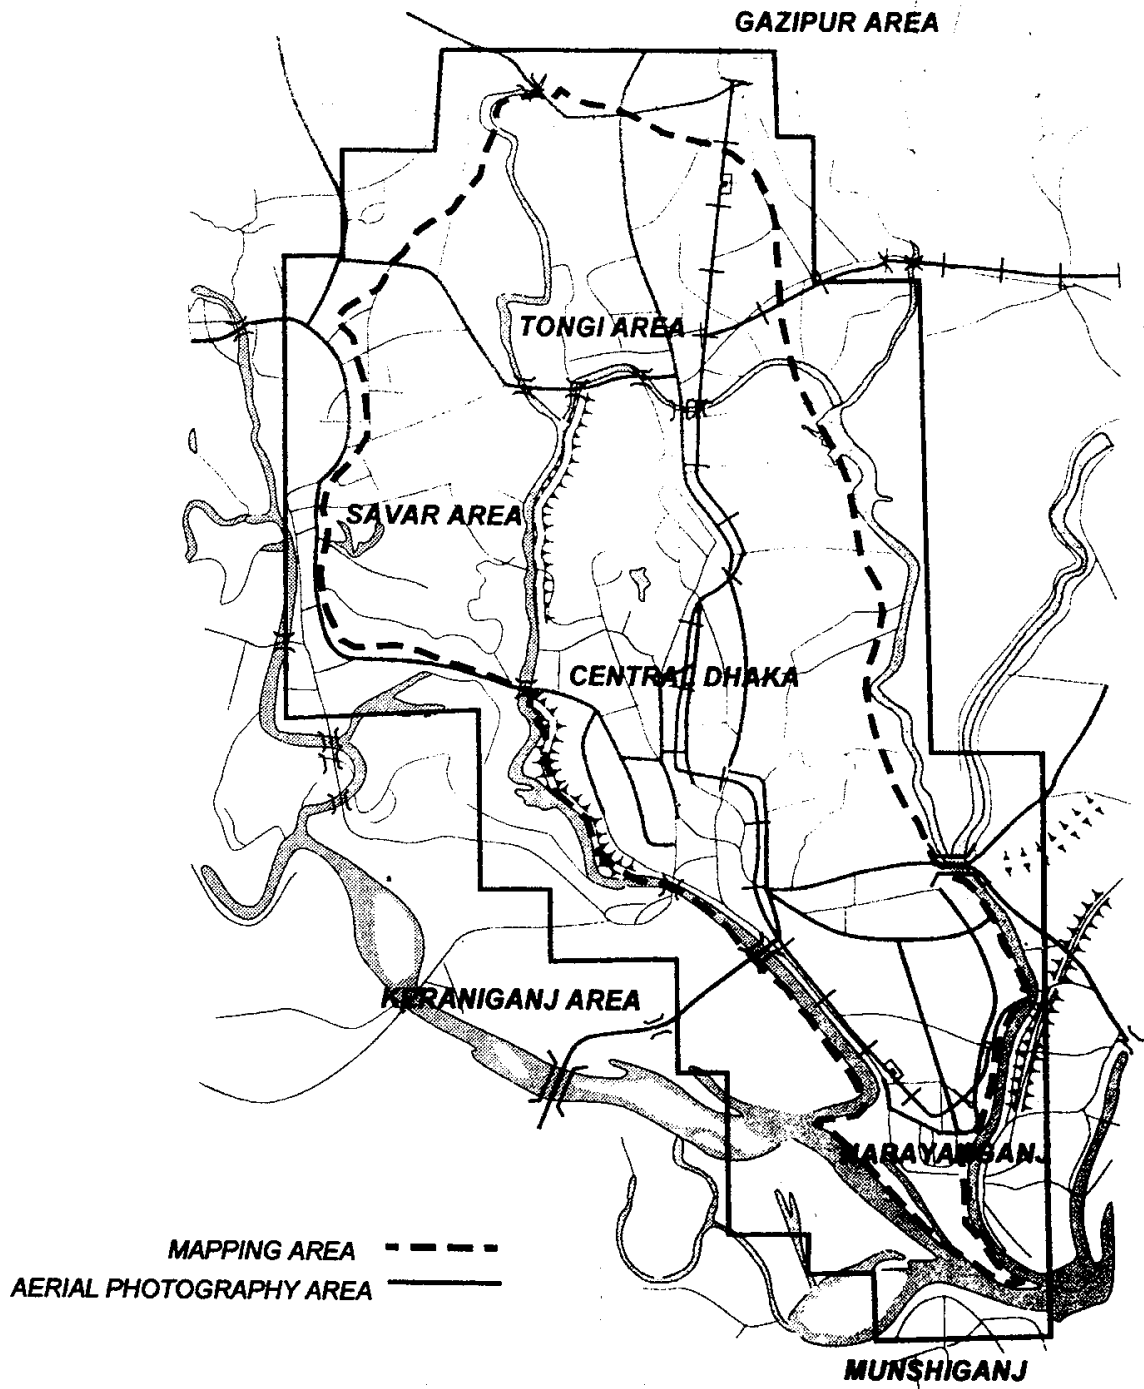 GAZIPUR AREA
TONGI AREA
SAVAR AREA
CENTRAL DHAKA
KERANIGANJ AREA
NARAYANGANJ
MAPPING AREA
AERIAL PHOTOGRAPHY AREA
MUNSHIGANJ